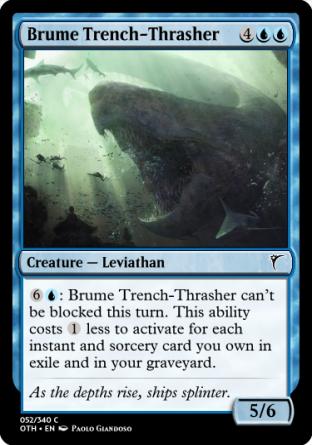 Brume Trench-Thrasher 4
Creature — Leviathan
6 : Brume Trench-Thrasher can't
be blocked this turn. This ability
costs 1 less to activate for each
instant and sorcery card you own in
exile and in your graveyard.
As the depths rise, ships splinter.
052/340 C
OTH • EN Paolo Giandoso
5/6